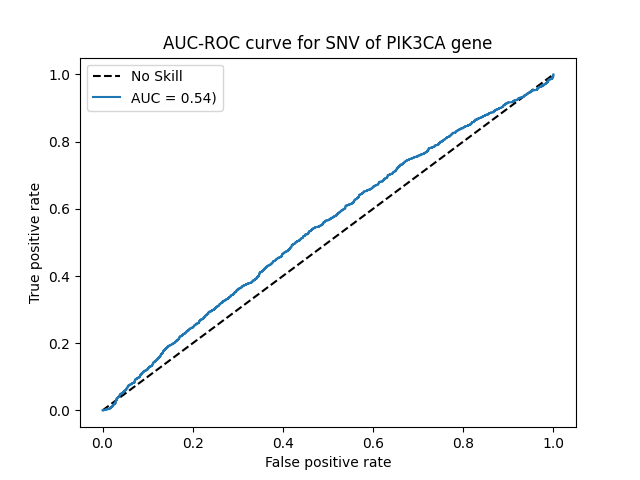 AUC-ROC curve for SNV of PIK3CA gene
No Skill
AUC = 0.54)
1.0
0.8
0.6
0.4
0.2
0.0
True positive rate
0.0 0.2 0.4 0.6 0.8 1.0
False positive rate